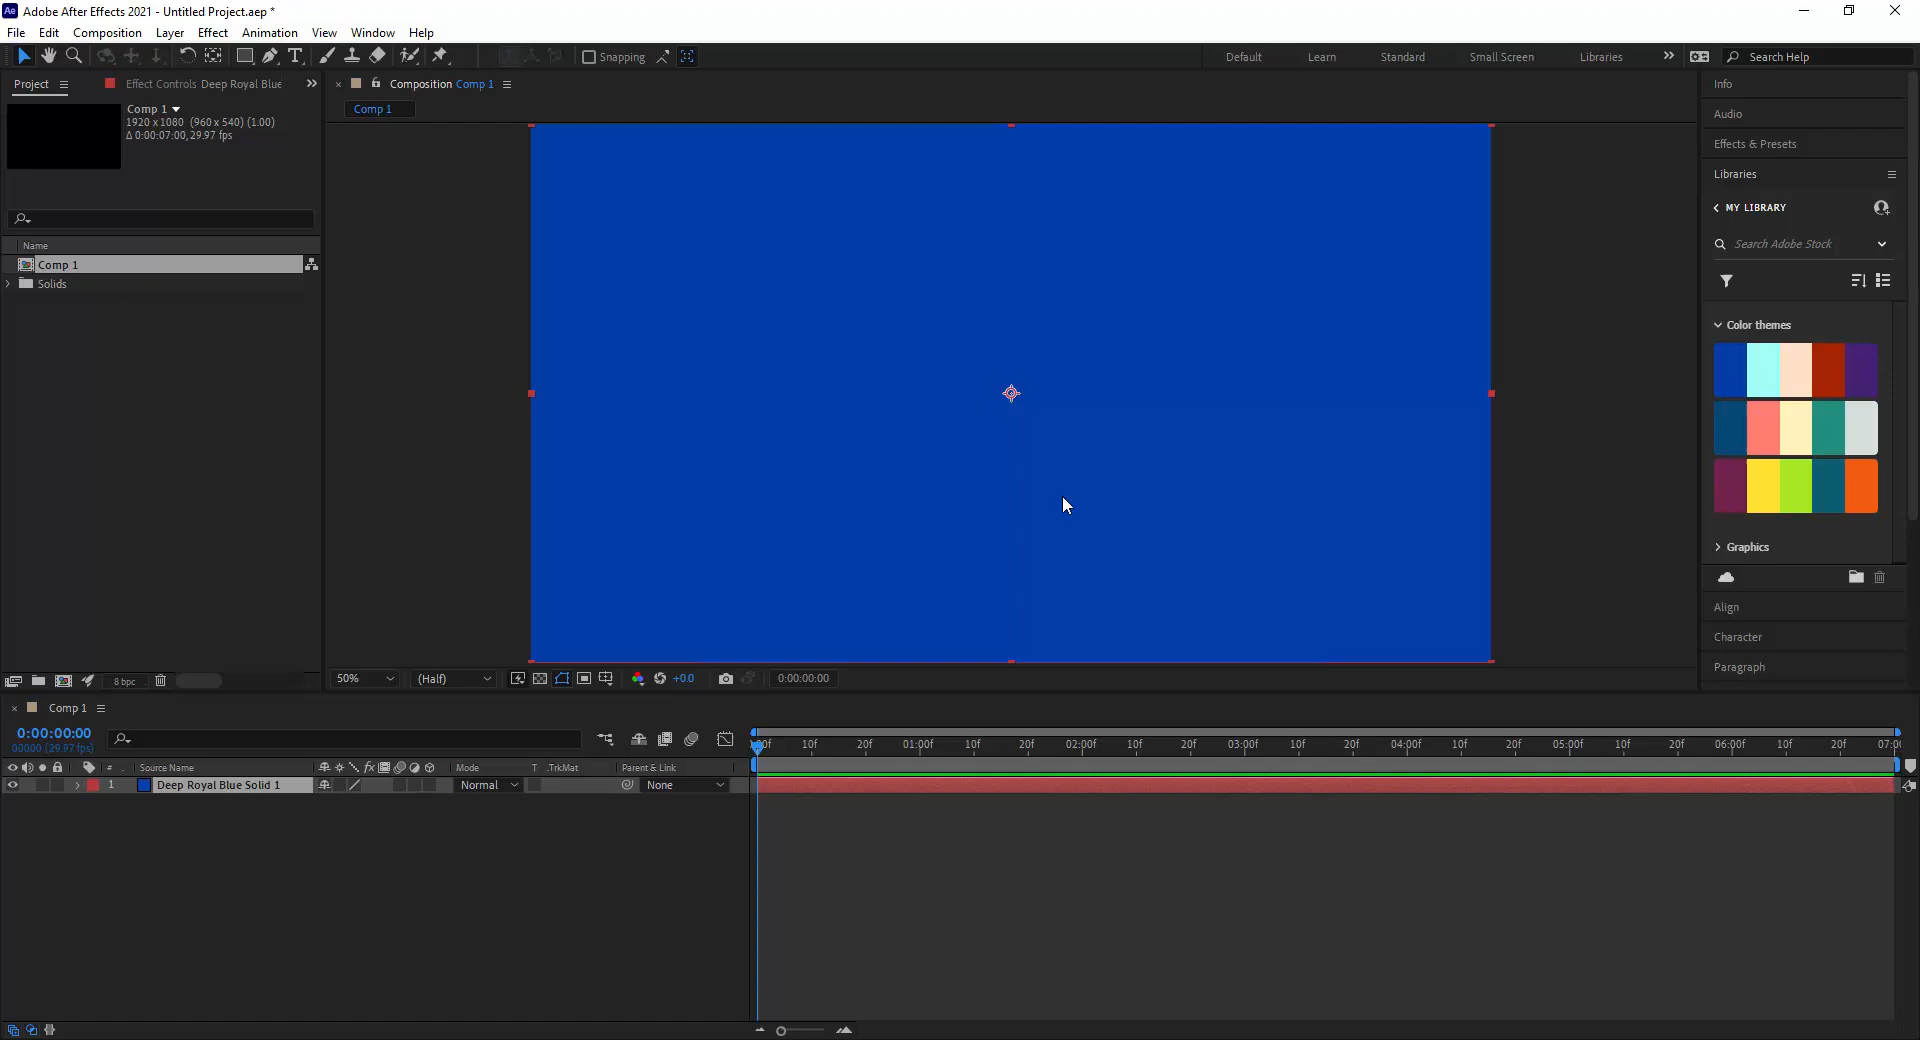 Adobe After Effects 2021 - Untitled Project.aep *
File Edit Composition Layer Effect Animation View Window Help
Snapping Default Learn Standard Small Screen Libraries Search Help
Project Effect Controls Deep Royal Blue
Comp 1
1920 x 1080 (960 x 540) (1.00)
Δ 0:00:07:00, 29.97 fps
Name
Comp 1
Solids
8 bpc
Composition Comp 1
Comp 1
50% (Half) +0.0 0:00:00:00
Info
Audio
Effects & Presets
Libraries
MY LIBRARY
Search Adobe Stock
Color themes
Graphics
Align
Character
Paragraph
Comp 1
0:00:00:00
00000 (29.97 fps)
10f 20f 01:00f 10f 20f 02:00f 10f 20f 03:00f 10f 20f 04:00f 10f 20f 05:00f 10f 20f 06:00f 10f 20f 07:0
# Source Name Mode T .TrkMat Parent & Link
1 Deep Royal Blue Solid 1 Normal None